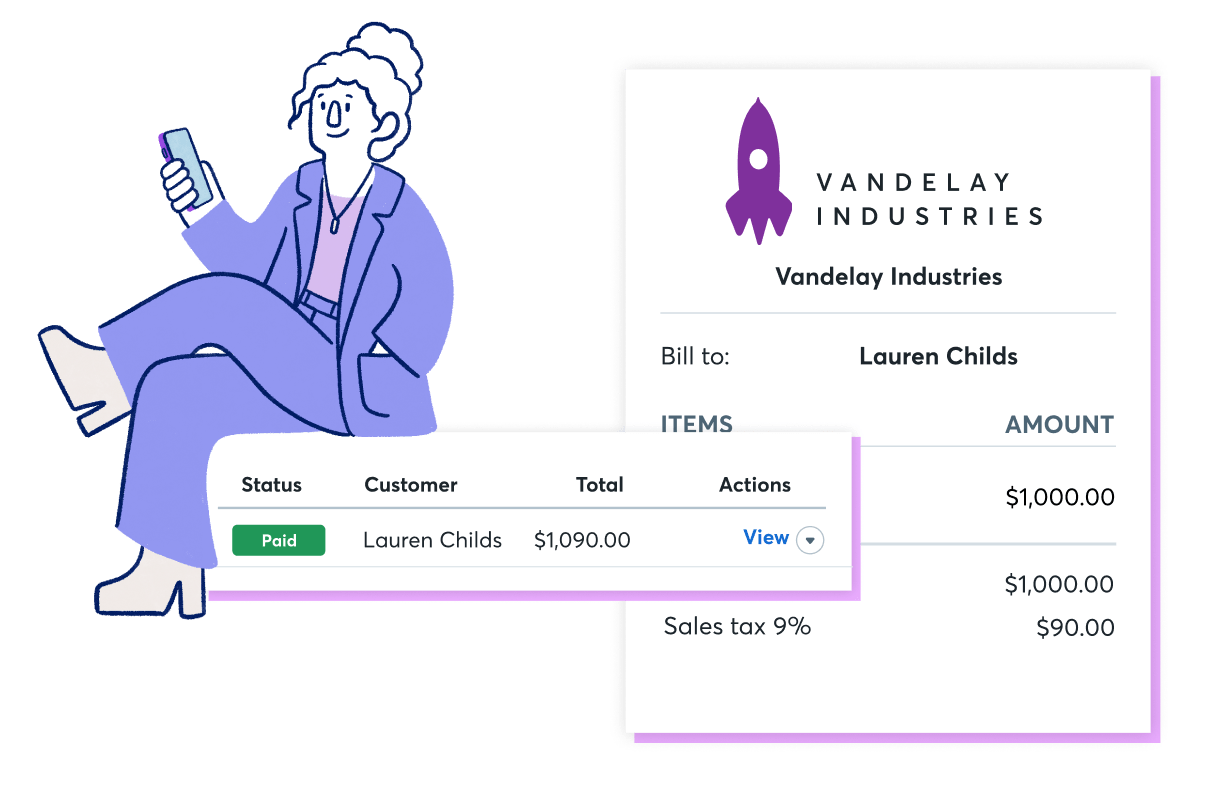 VANDELAY
INDUSTRIES
Vandelay Industries
Bill to: Lauren Childs
ITEMS AMOUNT
$1,000.00
$1,000.00
Sales tax 9% $90.00
Status Customer Total Actions
Paid Lauren Childs $1,090.00 View